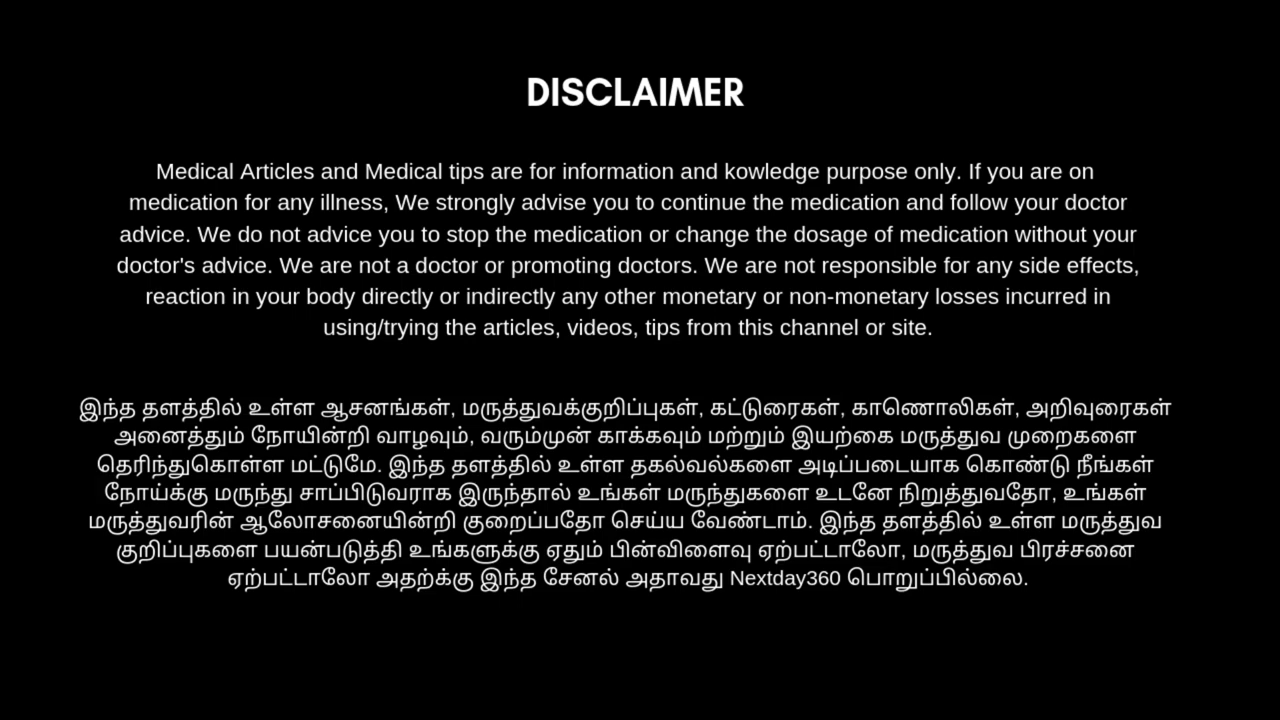 DISCLAIMER
Medical Articles and Medical tips are for information and kowledge purpose only. If you are on
medication for any illness, We strongly advise you to continue the medication and follow your doctor
advice. We do not advice you to stop the medication or change the dosage of medication without your
doctor's advice. We are not a doctor or promoting doctors. We are not responsible for any side effects,
reaction in your body directly or indirectly any other monetary or non-monetary losses incurred in
using/trying the articles, videos, tips from this channel or site.
இந்த தளத்தில் உள்ள ஆசனங்கள், மருத்துவக்குறிப்புகள், கட்டுரைகள், காணொலிகள், அறிவுரைகள்
அனைத்தும் நோயின்றி வாழவும், வரும்முன் காக்கவும் மற்றும் இயற்கை மருத்துவ முறைகளை
தெரிந்துகொள்ள மட்டுமே. இந்த தளத்தில் உள்ள தகல்வல்களை அடிப்படையாக கொண்டு நீங்கள்
நோய்க்கு மருந்து சாப்பிடுவராக இருந்தால் உங்கள் மருந்துகளை உடனே நிறுத்துவதோ, உங்கள்
மருத்துவரின் ஆலோசனையின்றி குறைப்பதோ செய்ய வேண்டாம். இந்த தளத்தில் உள்ள மருத்துவ
குறிப்புகளை பயன்படுத்தி உங்களுக்கு ஏதும் பின்விளைவு ஏற்பட்டாலோ, மருத்துவ பிரச்சனை
ஏற்பட்டாலோ அதற்க்கு இந்த சேனல் அதாவது Nextday360 பொறுப்பில்லை.